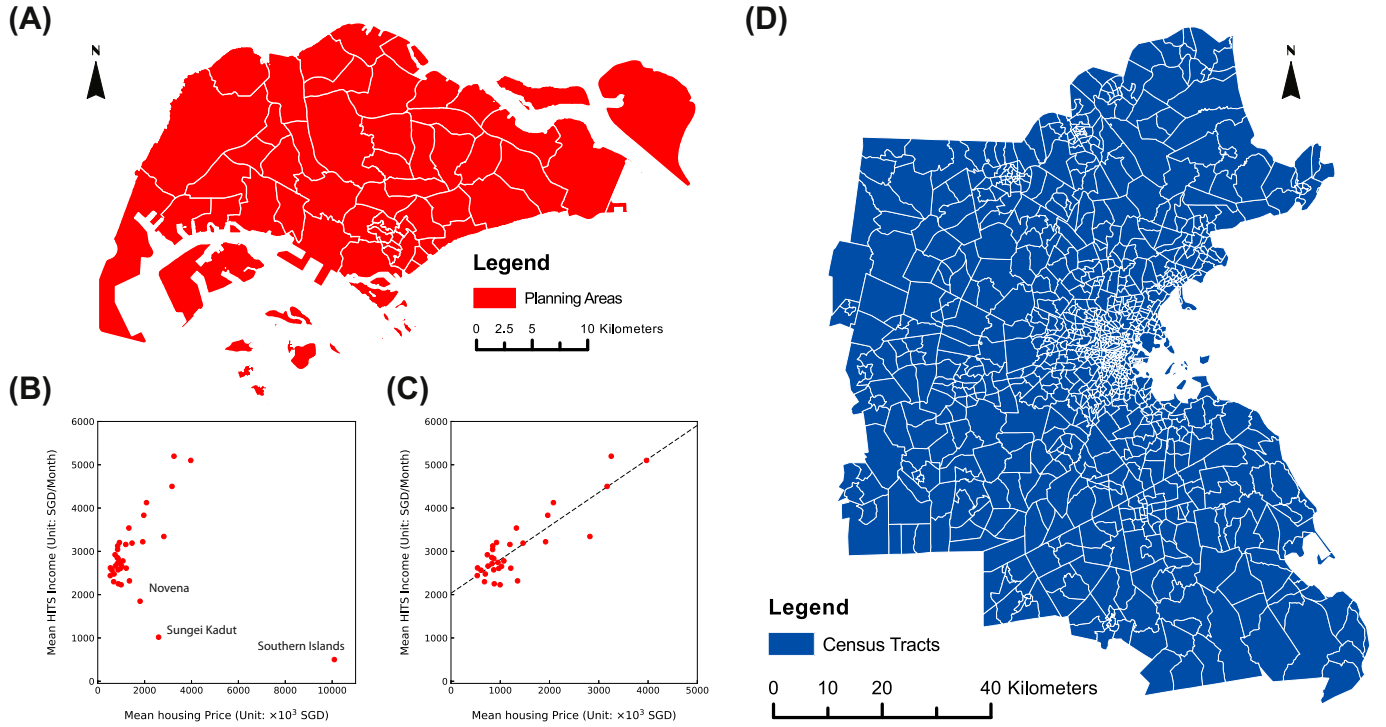 (A)
N
Legend
Planning Areas
0 2.5 5 10 Kilometers
(B)
6000
5000
4000
3000
2000
1000
0
Mean HITS Income (Unit: SGD/Month)
Novena
Sungei Kadut
Southern Islands
0 2000 4000 6000 8000 10000
Mean housing Price (Unit: ×10³ SGD)
(C)
6000
5000
4000
3000
2000
1000
0
Mean HITS Income (Unit: SGD/Month)
0 1000 2000 3000 4000 5000
Mean housing Price (Unit: ×10³ SGD)
(D)
N
Legend
Census Tracts
0 10 20 40 Kilometers